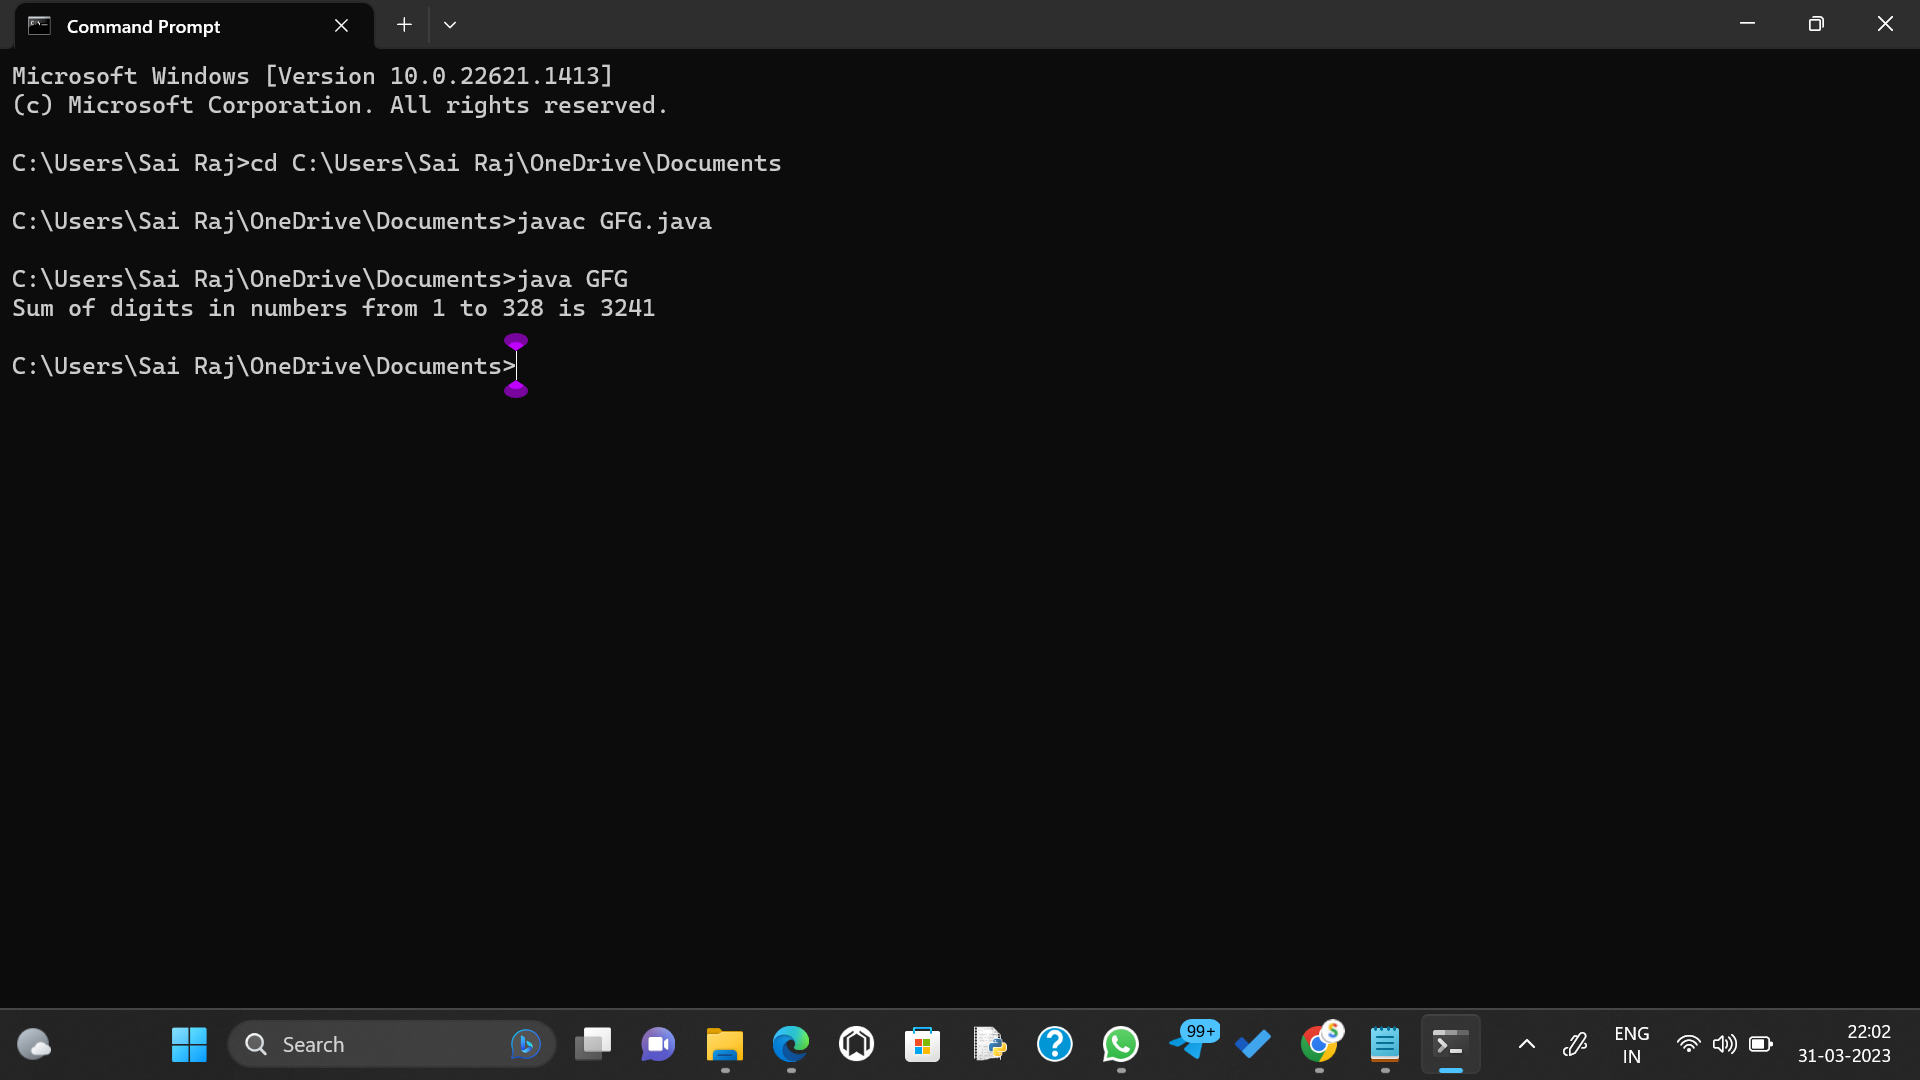 Command Prompt
Microsoft Windows [Version 10.0.22621.1413]
(c) Microsoft Corporation. All rights reserved.
C:\Users\Sai Raj>cd C:\Users\Sai Raj\OneDrive\Documents
C:\Users\Sai Raj\OneDrive\Documents>javac GFG.java
C:\Users\Sai Raj\OneDrive\Documents>java GFG
Sum of digits in numbers from 1 to 328 is 3241
C:\Users\Sai Raj\OneDrive\Documents>
Search
99+
S
ENG
IN
22:02
31-03-2023